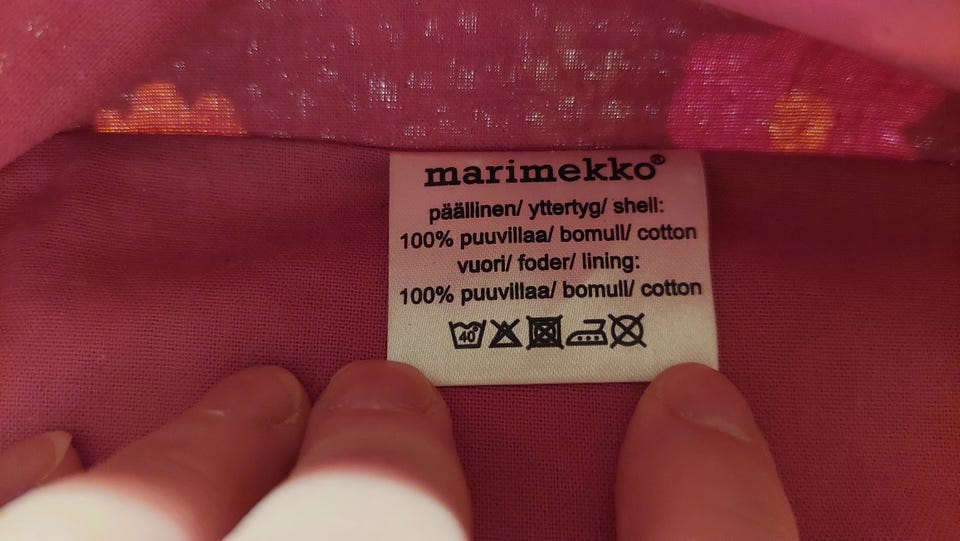 marimekko®
päällinen/ yttertyg/ shell:
100% puuvillaa/ bomull/ cotton
vuori/ foder/ lining:
100% puuvillaa/ bomull/ cotton
40°